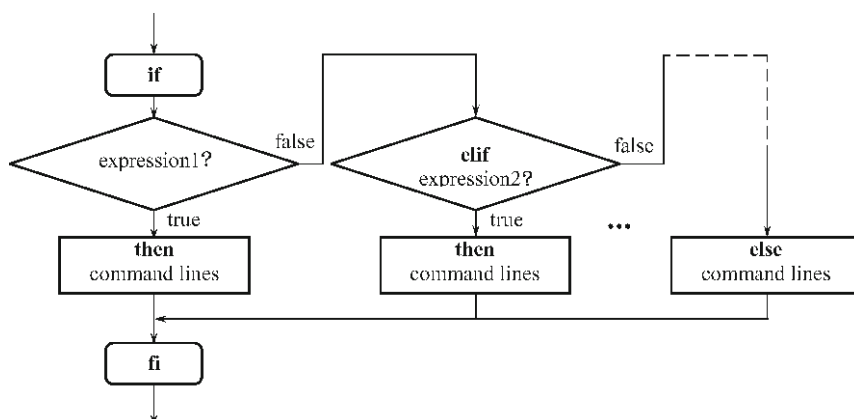 if
expression1?
false
true
then
command lines
elif
expression2?
false
true
then
command lines
...
else
command lines
fi